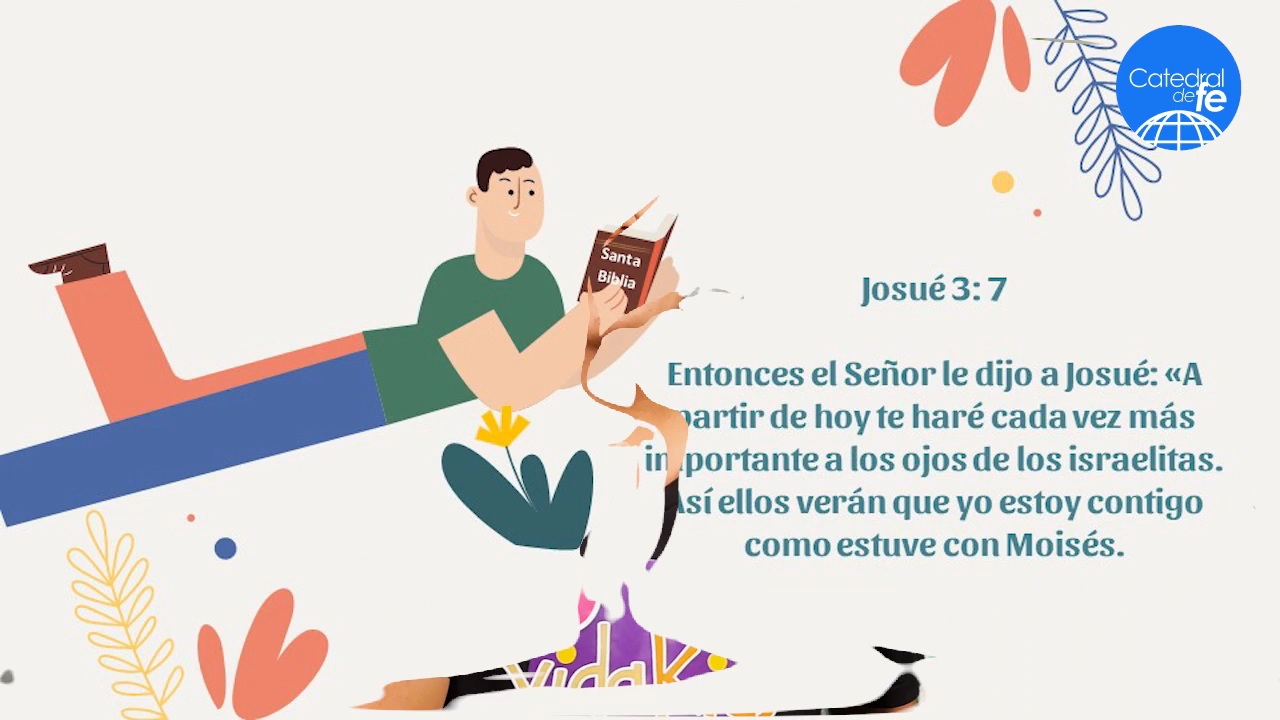 Catedral
de fe
Santa
Biblia
Josué 3: 7
Entonces el Señor le dijo a Josué: «A
partir de hoy te haré cada vez más
importante a los ojos de los israelitas.
Así ellos verán que yo estoy contigo
como estuve con Moisés.
vida K